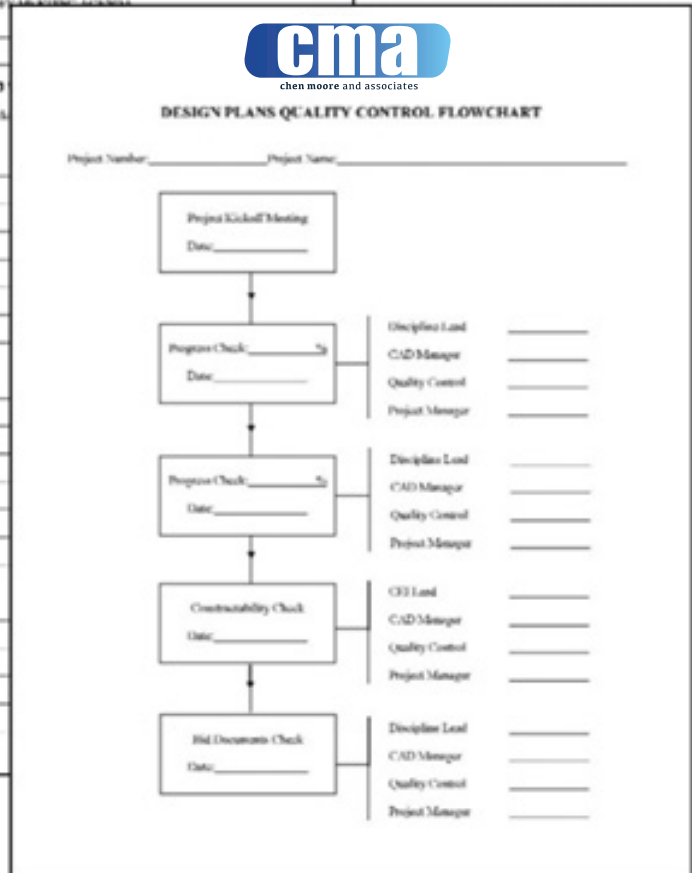 cma
chen moore and associates
DESIGN PLANS QUALITY CONTROL FLOWCHART
Project Number: Project Name:
Project Kickoff Meeting
Date:
Progress Check: %
Date:
Discipline Lead
CAD Manager
Quality Control
Project Manager
Progress Check: %
Date:
Discipline Lead
CAD Manager
Quality Control
Project Manager
Constructability Check
Date:
CEI Lead
CAD Manager
Quality Control
Project Manager
Bid Documents Check
Date:
Discipline Lead
CAD Manager
Quality Control
Project Manager